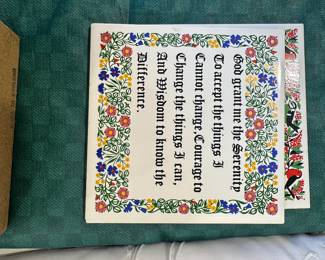 God grant me the Serenity
To accept the things I
Cannot change, Courage to
Change the things I can,
And Wisdom to know the
Difference.